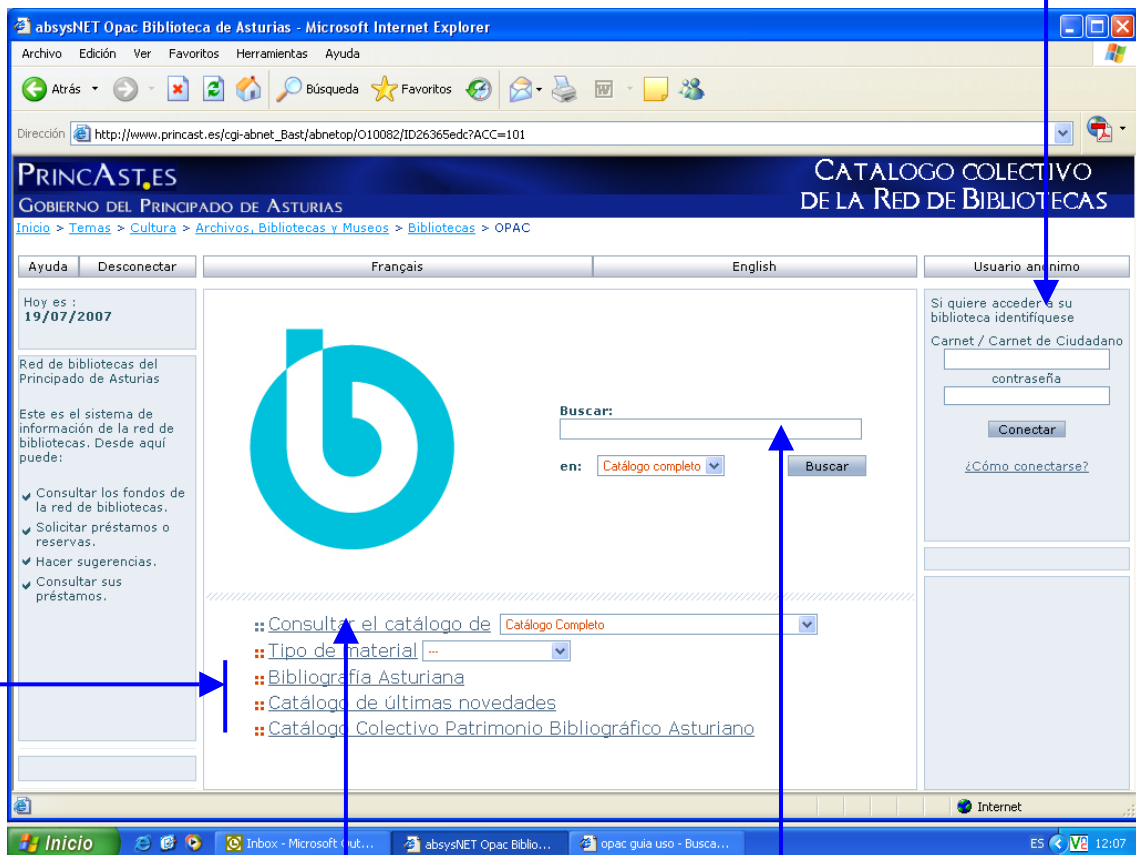 absysNET Opac Biblioteca de Asturias - Microsoft Internet Explorer
Archivo Edición Ver Favoritos Herramientas Ayuda
Atrás Búsqueda Favoritos
Dirección http://www.princast.es/cgi-abnet_Bast/abnetop/O10082/ID26365edc?ACC=101
PRINCAST.ES
GOBIERNO DEL PRINCIPADO DE ASTURIAS
CATALOGO COLECTIVO
DE LA RED DE BIBLIOTECAS
Inicio > Temas > Cultura > Archivos, Bibliotecas y Museos > Bibliotecas > OPAC
Ayuda Desconectar Français English Usuario anónimo
Hoy es :
19/07/2007
Red de bibliotecas del
Principado de Asturias
Este es el sistema de
información de la red de
bibliotecas. Desde aquí
puede:
Consultar los fondos de
la red de bibliotecas.
Solicitar préstamos o
reservas.
Hacer sugerencias.
Consultar sus
préstamos.
b
Buscar:
en: Catálogo completo Buscar
Consultar el catálogo de Catálogo Completo
Tipo de material ---
Bibliografía Asturiana
Catálogo de últimas novedades
Catálogo Colectivo Patrimonio Bibliográfico Asturiano
Si quiere acceder a su
biblioteca identifíquese
Carnet / Carnet de Ciudadano
contraseña
Conectar
¿Cómo conectarse?
Internet
Inicio Inbox - Microsoft Out... absysNET Opac Biblio... opac guia uso - Busca... ES V2 12:07